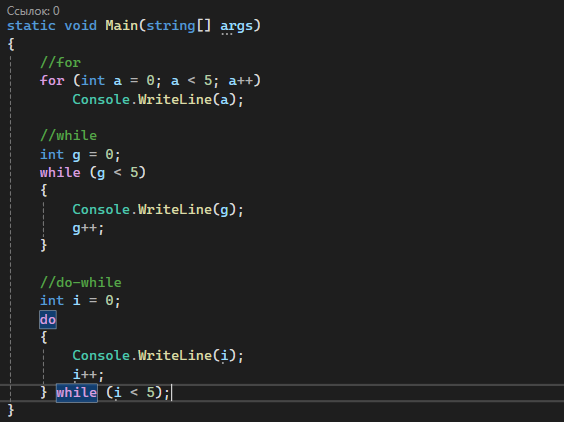 Ссылок: 0
static void Main(string[] args)
{
//for
for (int a = 0; a < 5; a++)
Console.WriteLine(a);
//while
int g = 0;
while (g < 5)
{
Console.WriteLine(g);
g++;
}
//do-while
int i = 0;
do
{
Console.WriteLine(i);
i++;
} while (i < 5);
}